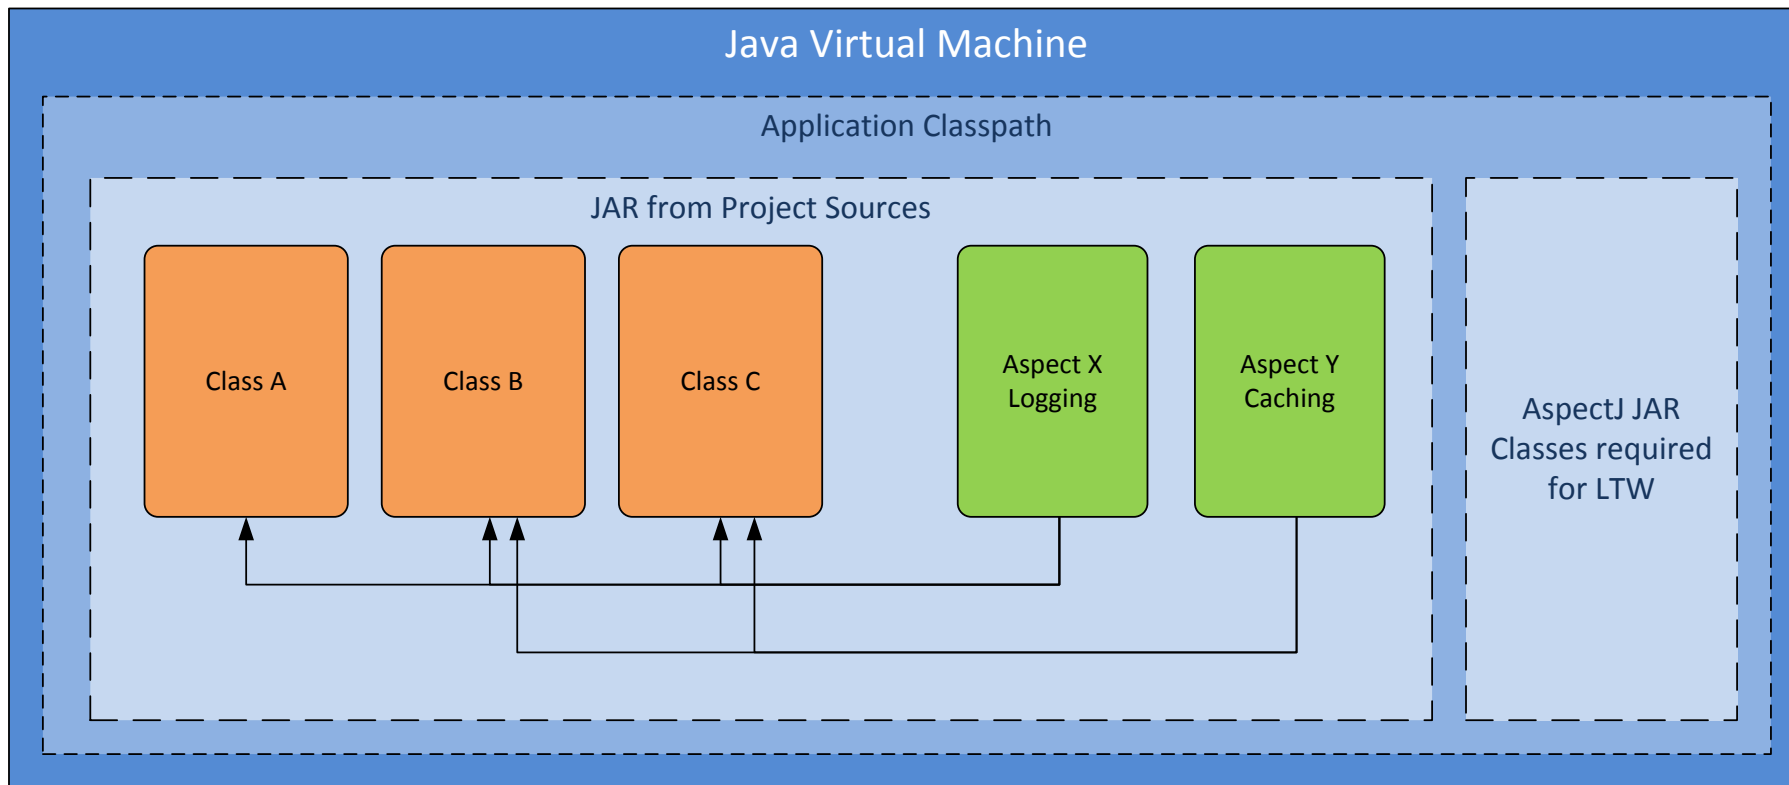 Java Virtual Machine
Application Classpath
JAR from Project Sources
Class A
Class B
Class C
Aspect X
Logging
Aspect Y
Caching
AspectJ JAR
Classes required
for LTW